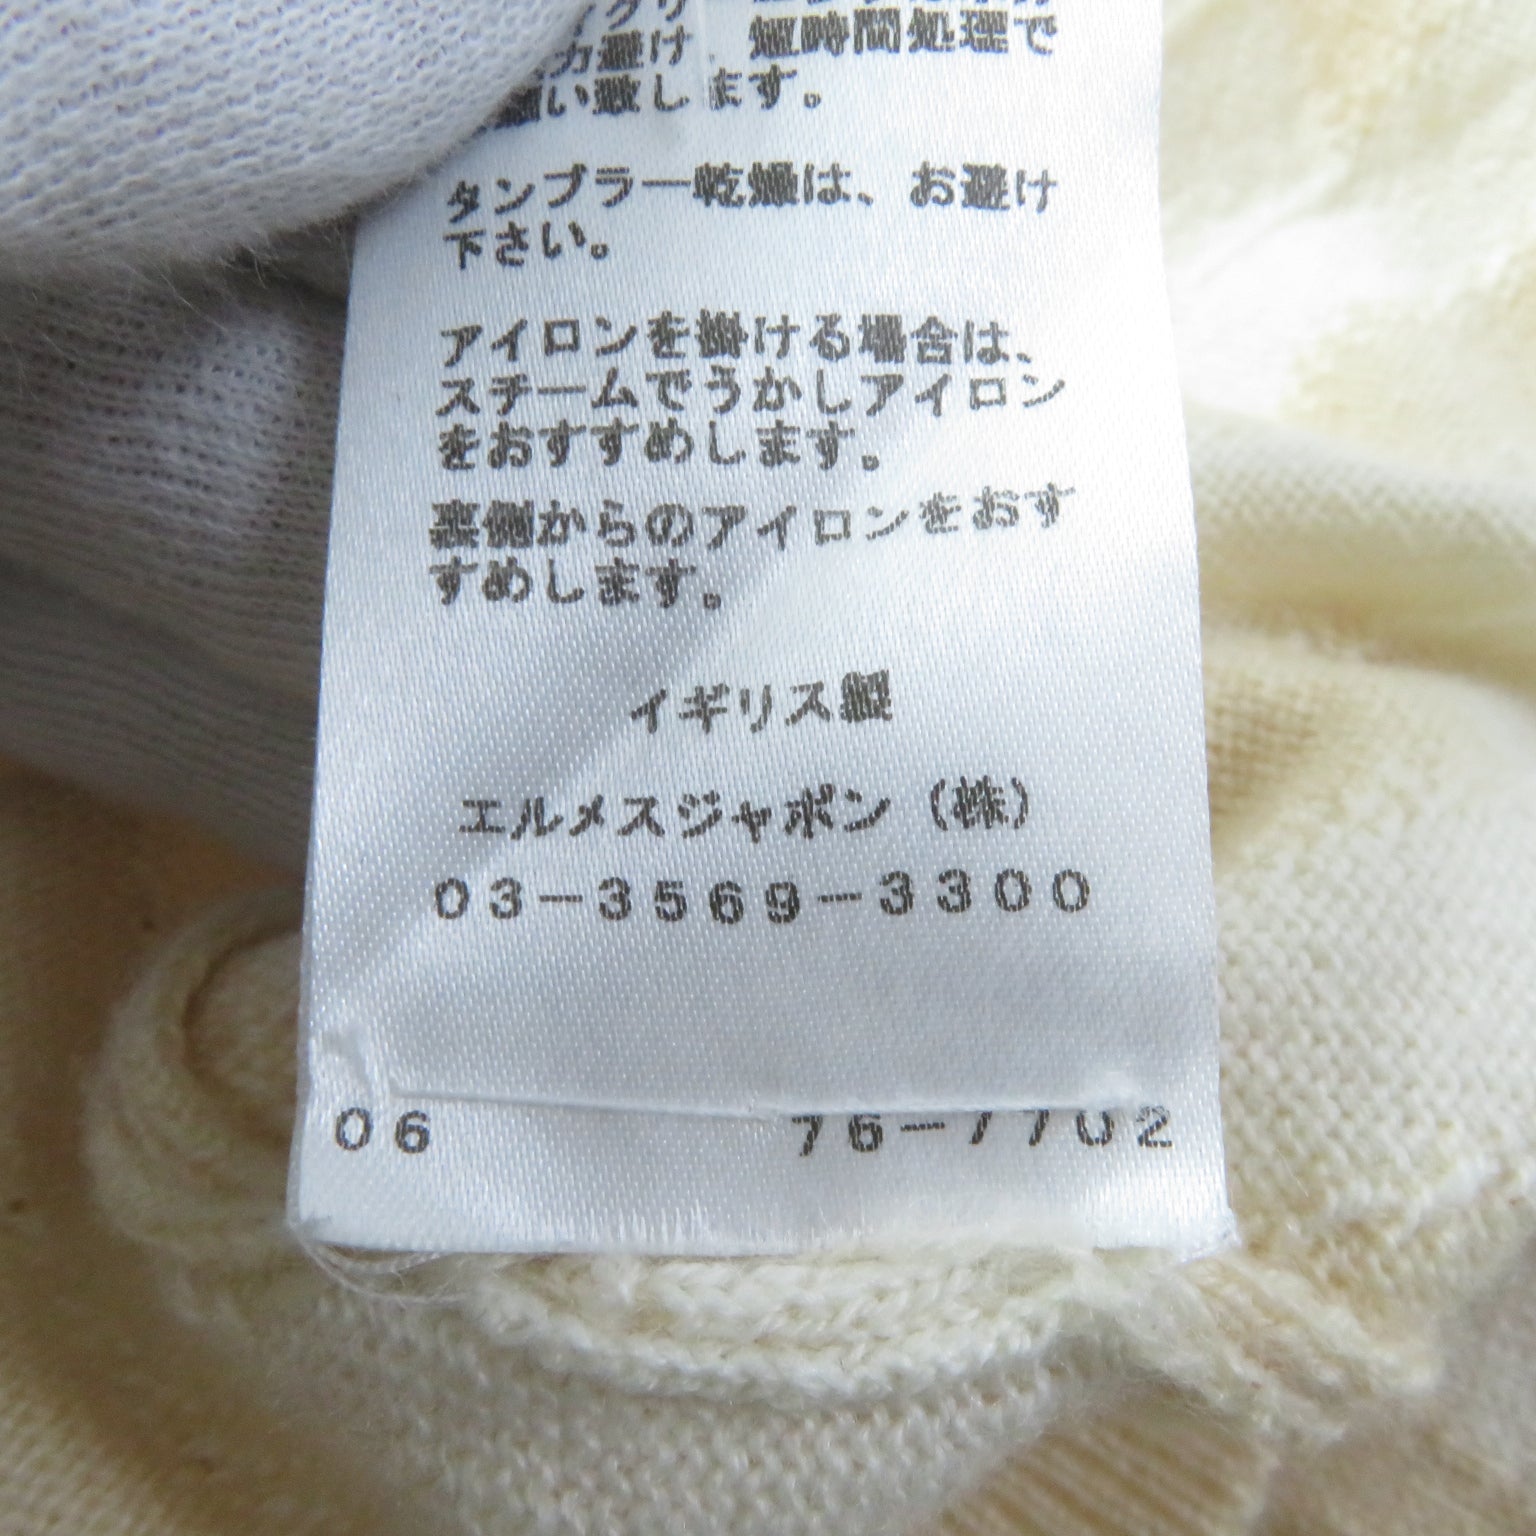 力避け 短時間処理で
い致します。
タンブラー乾燥は、お避け
下さい。
アイロンを掛ける場合は、
スチームでうかしアイロン
をおすすめします。
裏側からのアイロンをおす
すめします。
イギリス製
エルメスジャポン（株）
03-3569-3300
06 76-7702